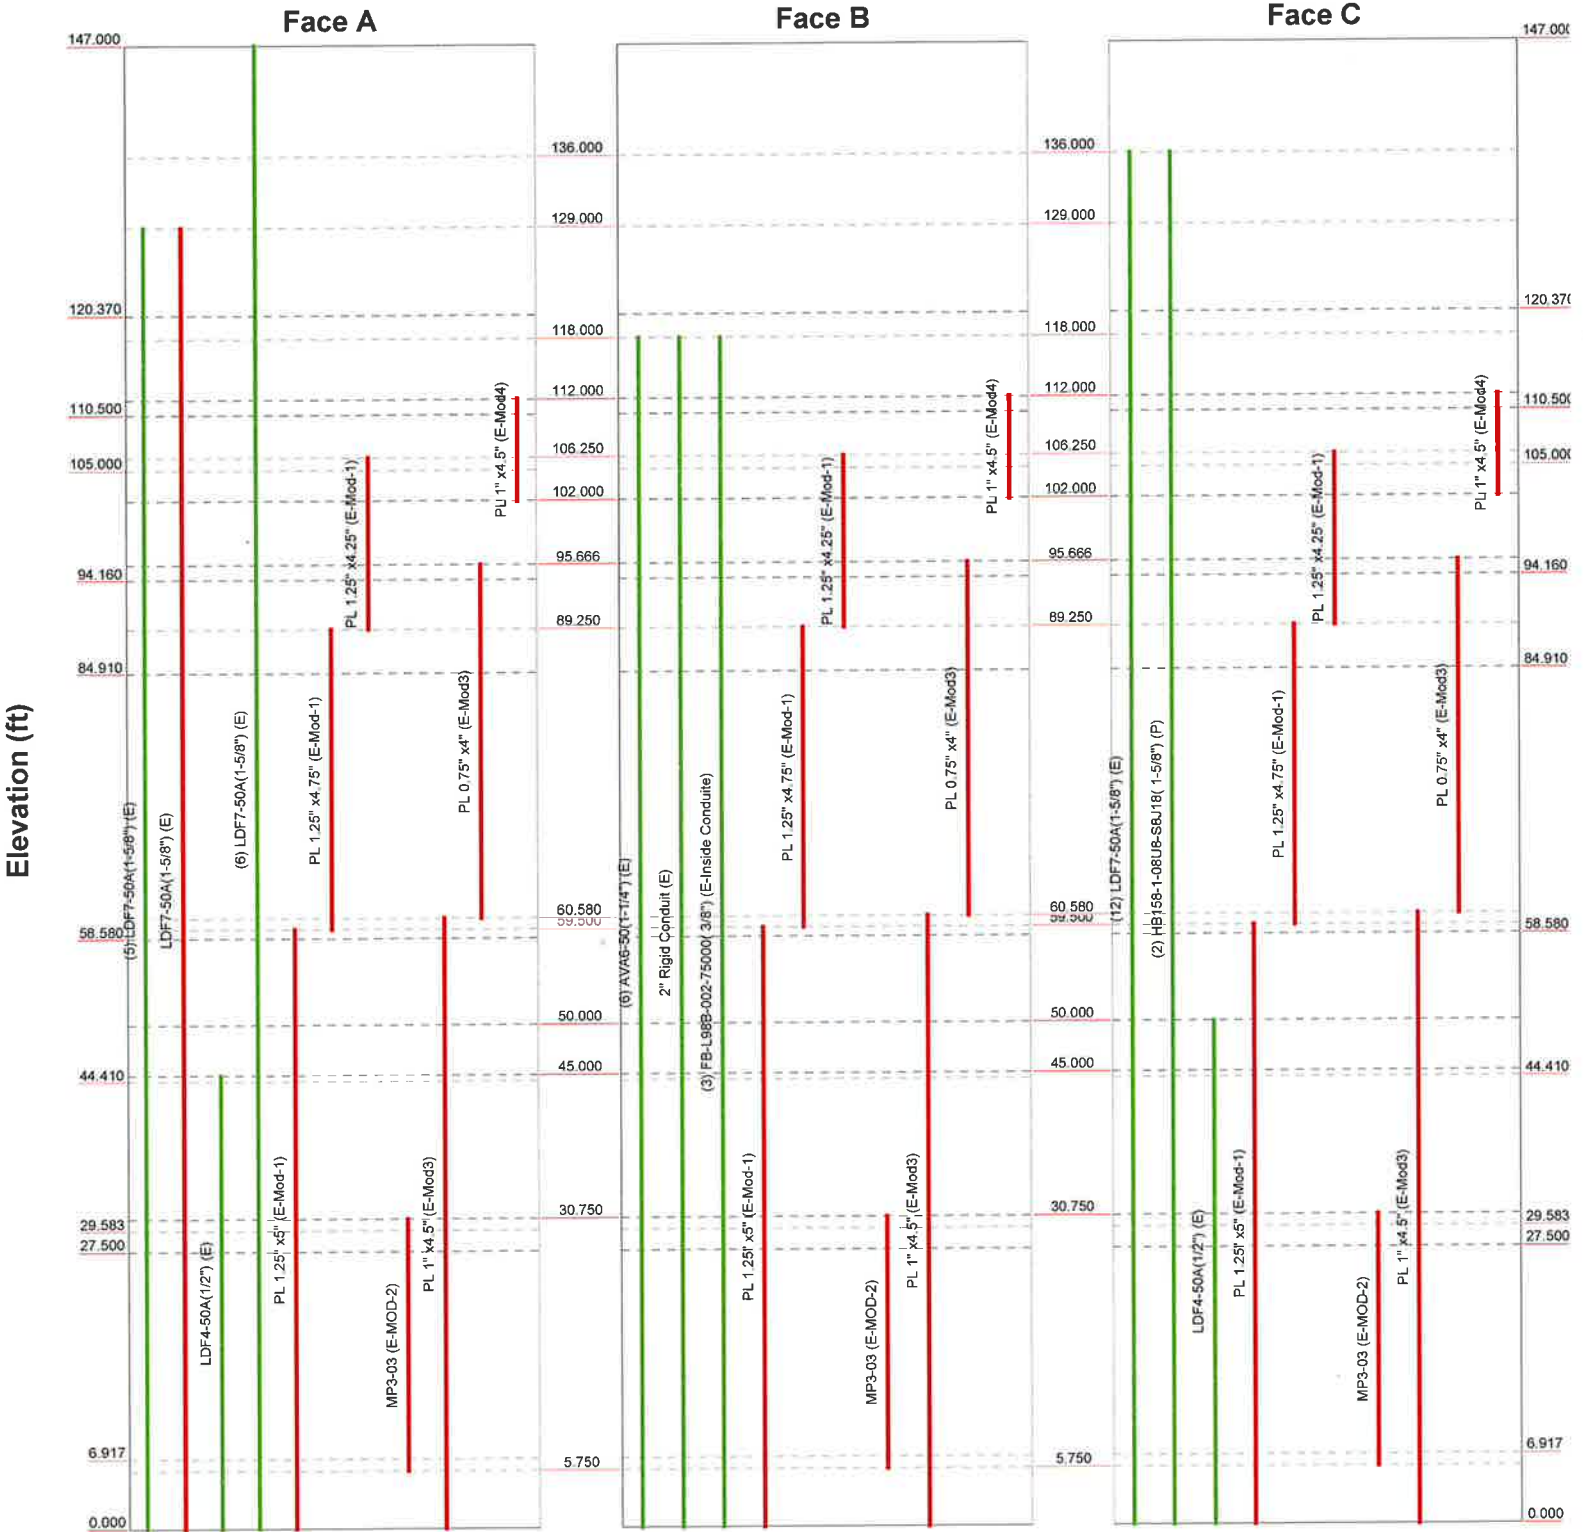 Face A
Face B
Face C
Elevation (ft)
147.000
120.370
110.500
105.000
94.160
84.910
58.580
44.410
29.583
27.500
6.917
0.000
(5) LDF7-50A(1-5/8") (E)
LDF7-50A(1-5/8") (E)
LDF4-50A(1/2") (E)
(6) LDF7-50A(1-5/8") (E)
PL 1.25" x5" (E-Mod-1)
PL 1.25" x4.75" (E-Mod-1)
PL 1.25" x4.25" (E-Mod-1)
MP3-03 (E-MOD-2)
PL 1" x4.5" (E-Mod3)
PL 0.75" x4" (E-Mod3)
PL 1" x4.5" (E-Mod4)
136.000
129.000
118.000
112.000
106.250
102.000
95.666
89.250
60.580
59.500
50.000
45.000
30.750
5.750
(6) AVA6-50(1-1/4") (E)
2" Rigid Conduit (E)
(3) FB-L98B-002-75000( 3/8") (E-Inside Conduite)
PL 1.25" x5" (E-Mod-1)
PL 1.25" x4.75" (E-Mod-1)
PL 1.25" x4.25" (E-Mod-1)
MP3-03 (E-MOD-2)
PL 1" x4.5" (E-Mod3)
PL 0.75" x4" (E-Mod3)
PL 1" x4.5" (E-Mod4)
136.000
129.000
118.000
112.000
106.250
102.000
95.666
89.250
60.580
59.500
50.000
45.000
30.750
5.750
(12) LDF7-50A(1-5/8") (E)
(2) HB158-1-08U8-S8J18( 1-5/8") (P)
LDF4-50A(1/2") (E)
PL 1.25" x5" (E-Mod-1)
PL 1.25" x4.75" (E-Mod-1)
PL 1.25" x4.25" (E-Mod-1)
MP3-03 (E-MOD-2)
PL 1" x4.5" (E-Mod3)
PL 0.75" x4" (E-Mod3)
PL 1" x4.5" (E-Mod4)
147.000
120.370
110.500
105.000
94.160
84.910
58.580
44.410
29.583
27.500
6.917
0.000